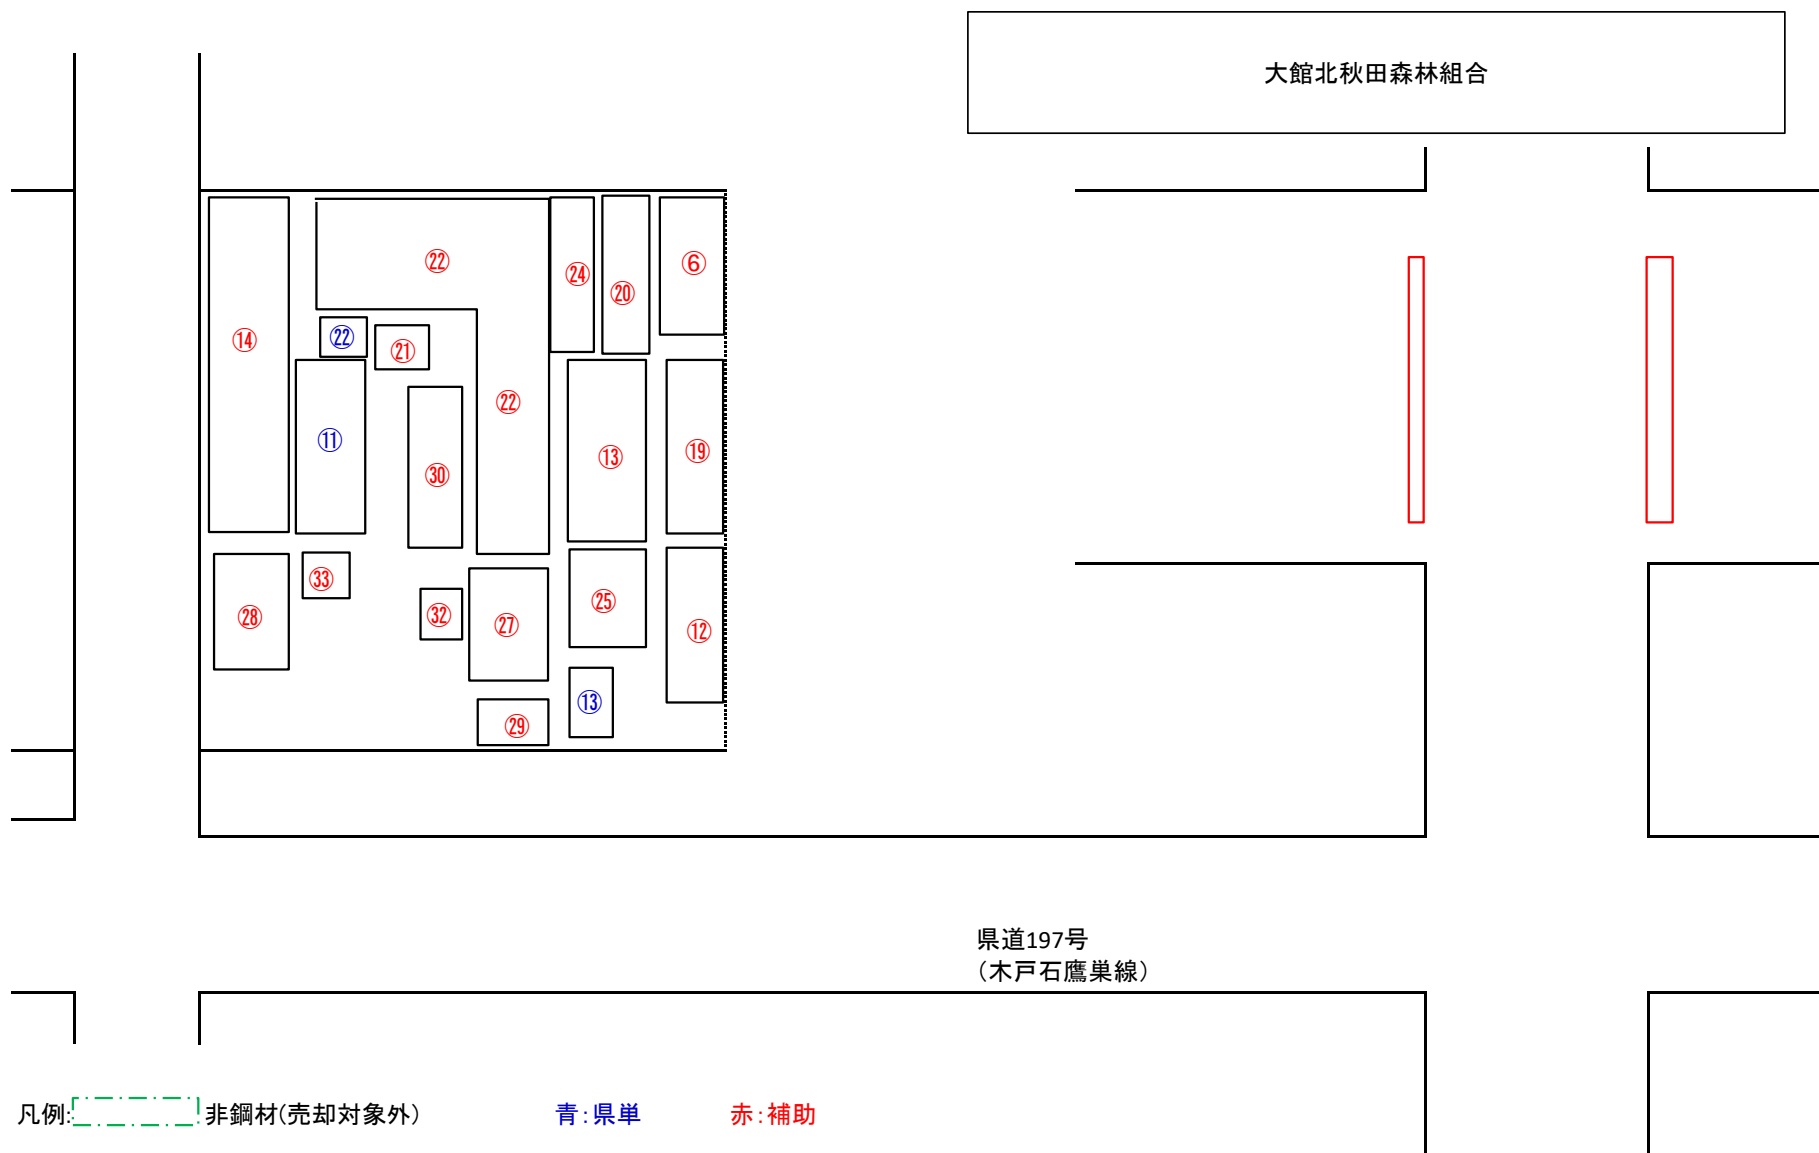 大館北秋田森林組合
㉒
㉔
⑳
⑥
⑭
㉒
㉑
㉒
⑪
㉚
⑬
⑲
㉝
㉘
㉜
㉗
㉕
⑫
⑬
㉙
県道197号
（木戸石鷹巣線）
凡例:
非鋼材(売却対象外）
青：県単
赤：補助